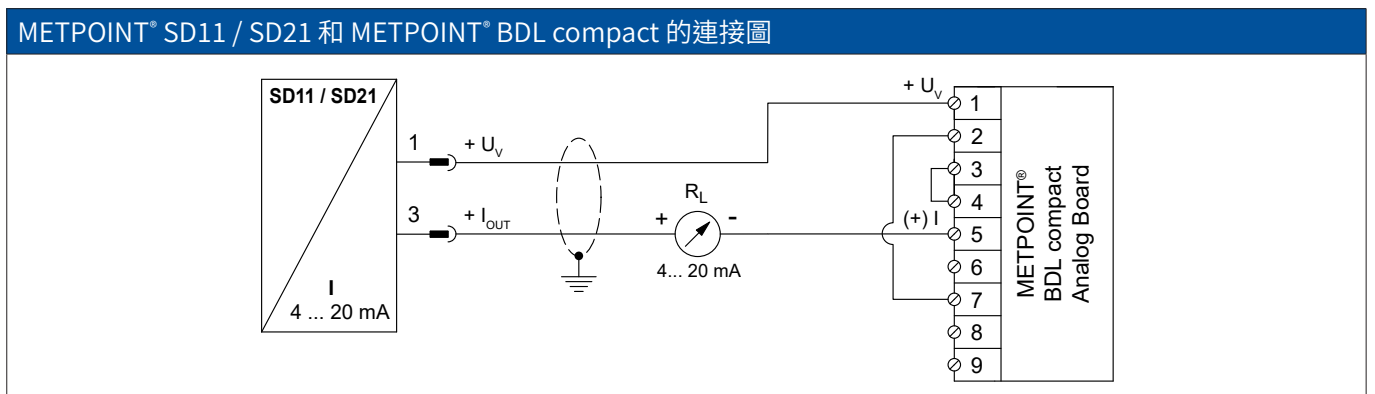 METPOINT® SD11 / SD21 和 METPOINT® BDL compact 的連接圖
SD11 / SD21
I
4 ... 20 mA
1
+ Uv
3
+ IOUT
RL
+
-
4... 20 mA
+ Uv
(+) I
1
2
3
4
5
6
7
8
9
METPOINT®
BDL compact
Analog Board